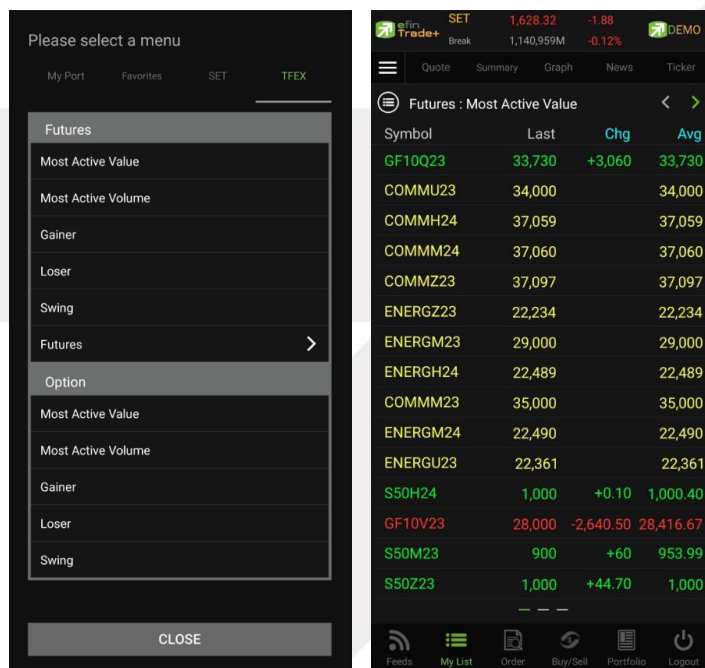 Please select a menu
My Port Favorites SET TFEX
Futures
Most Active Value
Most Active Volume
Gainer
Loser
Swing
Futures
Option
Most Active Value
Most Active Volume
Gainer
Loser
Swing
CLOSE
efin Trade+ SET 1,628.32 -1.88 DEMO
Break 1,140,959M -0.12%
Quote Summary Graph News Ticker
Futures : Most Active Value
Symbol Last Chg Avg
GF10Q23 33,730 +3,060 33,730
COMMU23 34,000 34,000
COMMH24 37,059 37,059
COMMM24 37,060 37,060
COMMZ23 37,097 37,097
ENERGZ23 22,234 22,234
ENERGM23 29,000 29,000
ENERGH24 22,489 22,489
COMMM23 35,000 35,000
ENERGM24 22,490 22,490
ENERGU23 22,361 22,361
S50H24 1,000 +0.10 1,000.40
GF10V23 28,000 -2,640.50 28,416.67
S50M23 900 +60 953.99
S50Z23 1,000 +44.70 1,000
Feeds My List Order Buy/Sell Portfolio Logout